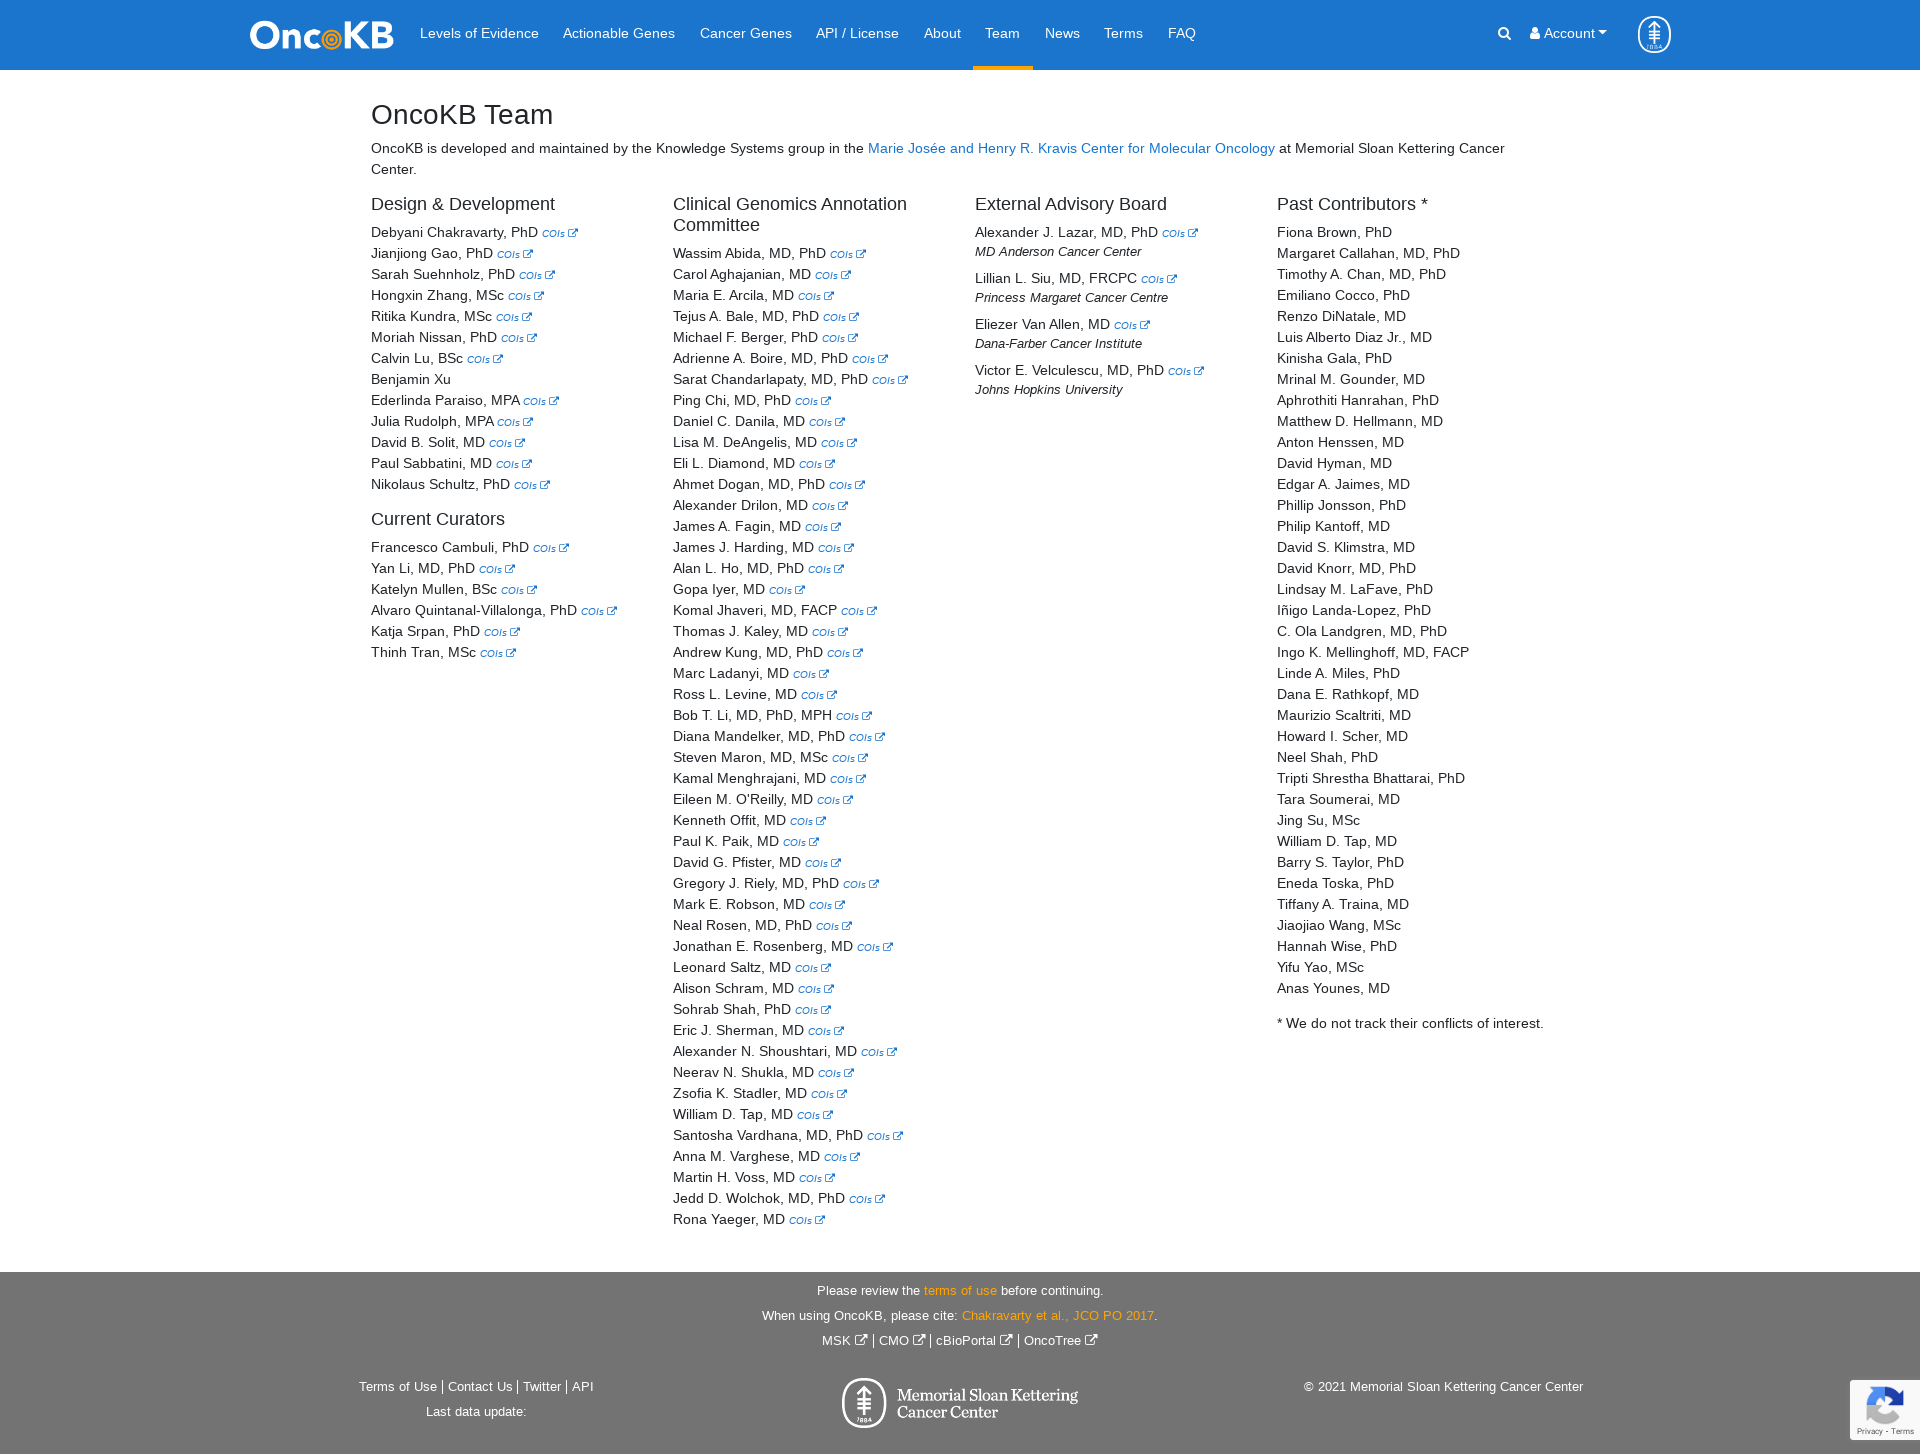 OncoKB
Levels of Evidence
Actionable Genes
Cancer Genes
API / License
About
Team
News
Terms
FAQ
Account
OncoKB Team
OncoKB is developed and maintained by the Knowledge Systems group in the Marie Josée and Henry R. Kravis Center for Molecular Oncology at Memorial Sloan Kettering Cancer
Center.
Design & Development
Debyani Chakravarty, PhD COIs
Jianjiong Gao, PhD COIs
Sarah Suehnholz, PhD COIs
Hongxin Zhang, MSc COIs
Ritika Kundra, MSc COIs
Moriah Nissan, PhD COIs
Calvin Lu, BSc COIs
Benjamin Xu
Ederlinda Paraiso, MPA COIs
Julia Rudolph, MPA COIs
David B. Solit, MD COIs
Paul Sabbatini, MD COIs
Nikolaus Schultz, PhD COIs
Current Curators
Francesco Cambuli, PhD COIs
Yan Li, MD, PhD COIs
Katelyn Mullen, BSc COIs
Alvaro Quintanal-Villalonga, PhD COIs
Katja Srpan, PhD COIs
Thinh Tran, MSc COIs
Clinical Genomics Annotation
Committee
Wassim Abida, MD, PhD COIs
Carol Aghajanian, MD COIs
Maria E. Arcila, MD COIs
Tejus A. Bale, MD, PhD COIs
Michael F. Berger, PhD COIs
Adrienne A. Boire, MD, PhD COIs
Sarat Chandarlapaty, MD, PhD COIs
Ping Chi, MD, PhD COIs
Daniel C. Danila, MD COIs
Lisa M. DeAngelis, MD COIs
Eli L. Diamond, MD COIs
Ahmet Dogan, MD, PhD COIs
Alexander Drilon, MD COIs
James A. Fagin, MD COIs
James J. Harding, MD COIs
Alan L. Ho, MD, PhD COIs
Gopa Iyer, MD COIs
Komal Jhaveri, MD, FACP COIs
Thomas J. Kaley, MD COIs
Andrew Kung, MD, PhD COIs
Marc Ladanyi, MD COIs
Ross L. Levine, MD COIs
Bob T. Li, MD, PhD, MPH COIs
Diana Mandelker, MD, PhD COIs
Steven Maron, MD, MSc COIs
Kamal Menghrajani, MD COIs
Eileen M. O'Reilly, MD COIs
Kenneth Offit, MD COIs
Paul K. Paik, MD COIs
David G. Pfister, MD COIs
Gregory J. Riely, MD, PhD COIs
Mark E. Robson, MD COIs
Neal Rosen, MD, PhD COIs
Jonathan E. Rosenberg, MD COIs
Leonard Saltz, MD COIs
Alison Schram, MD COIs
Sohrab Shah, PhD COIs
Eric J. Sherman, MD COIs
Alexander N. Shoushtari, MD COIs
Neerav N. Shukla, MD COIs
Zsofia K. Stadler, MD COIs
William D. Tap, MD COIs
Santosha Vardhana, MD, PhD COIs
Anna M. Varghese, MD COIs
Martin H. Voss, MD COIs
Jedd D. Wolchok, MD, PhD COIs
Rona Yaeger, MD COIs
External Advisory Board
Alexander J. Lazar, MD, PhD COIs
MD Anderson Cancer Center
Lillian L. Siu, MD, FRCPC COIs
Princess Margaret Cancer Centre
Eliezer Van Allen, MD COIs
Dana-Farber Cancer Institute
Victor E. Velculescu, MD, PhD COIs
Johns Hopkins University
Past Contributors *
Fiona Brown, PhD
Margaret Callahan, MD, PhD
Timothy A. Chan, MD, PhD
Emiliano Cocco, PhD
Renzo DiNatale, MD
Luis Alberto Diaz Jr., MD
Kinisha Gala, PhD
Mrinal M. Gounder, MD
Aphrothiti Hanrahan, PhD
Matthew D. Hellmann, MD
Anton Henssen, MD
David Hyman, MD
Edgar A. Jaimes, MD
Phillip Jonsson, PhD
Philip Kantoff, MD
David S. Klimstra, MD
David Knorr, MD, PhD
Lindsay M. LaFave, PhD
Iñigo Landa-Lopez, PhD
C. Ola Landgren, MD, PhD
Ingo K. Mellinghoff, MD, FACP
Linde A. Miles, PhD
Dana E. Rathkopf, MD
Maurizio Scaltriti, MD
Howard I. Scher, MD
Neel Shah, PhD
Tripti Shrestha Bhattarai, PhD
Tara Soumerai, MD
Jing Su, MSc
William D. Tap, MD
Barry S. Taylor, PhD
Eneda Toska, PhD
Tiffany A. Traina, MD
Jiaojiao Wang, MSc
Hannah Wise, PhD
Yifu Yao, MSc
Anas Younes, MD
* We do not track their conflicts of interest.
Please review the terms of use before continuing.
When using OncoKB, please cite: Chakravarty et al., JCO PO 2017.
MSK | CMO | cBioPortal | OncoTree
Terms of Use | Contact Us | Twitter | API
Last data update:
1884
Memorial Sloan Kettering
Cancer Center
© 2021 Memorial Sloan Kettering Cancer Center
Privacy - Terms